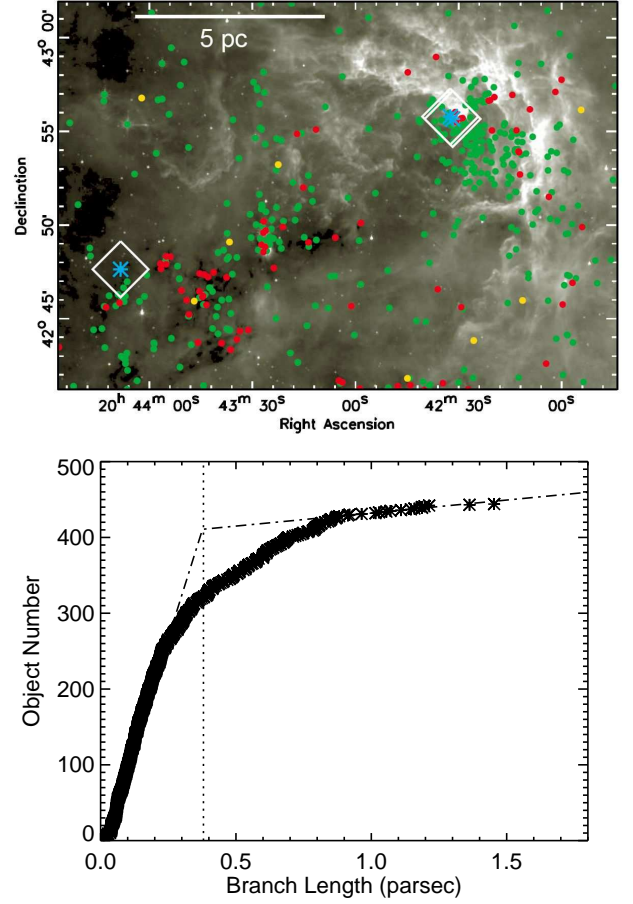 5 pc
43° 00'
55'
50'
42° 45'
Declination
20h 44m 00s 43m 30s 00s 42m 30s 00s
Right Ascension
500
400
300
200
100
0
Object Number
0.0 0.5 1.0 1.5
Branch Length (parsec)